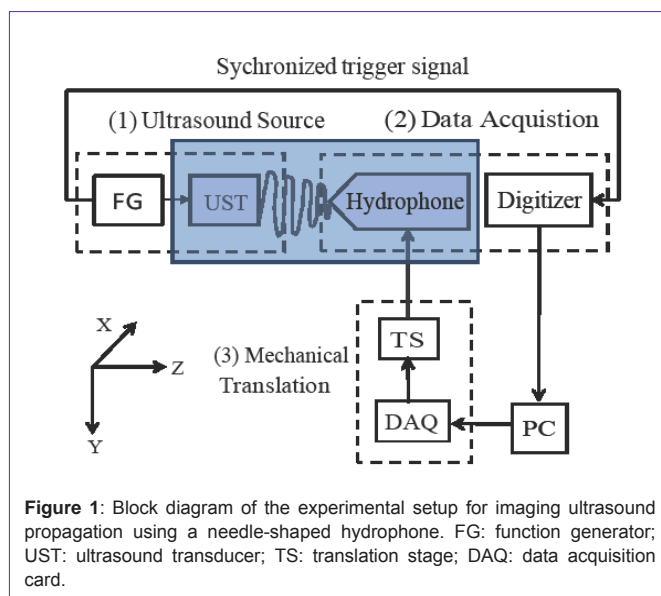 Sychronized trigger signal
(1) Ultrasound Source
(2) Data Acquistion
FG
UST
Hydrophone
Digitizer
X
Z
Y
(3) Mechanical
Translation
TS
DAQ
PC
Figure 1: Block diagram of the experimental setup for imaging ultrasound
propagation using a needle-shaped hydrophone. FG: function generator;
UST: ultrasound transducer; TS: translation stage; DAQ: data acquisition
card.